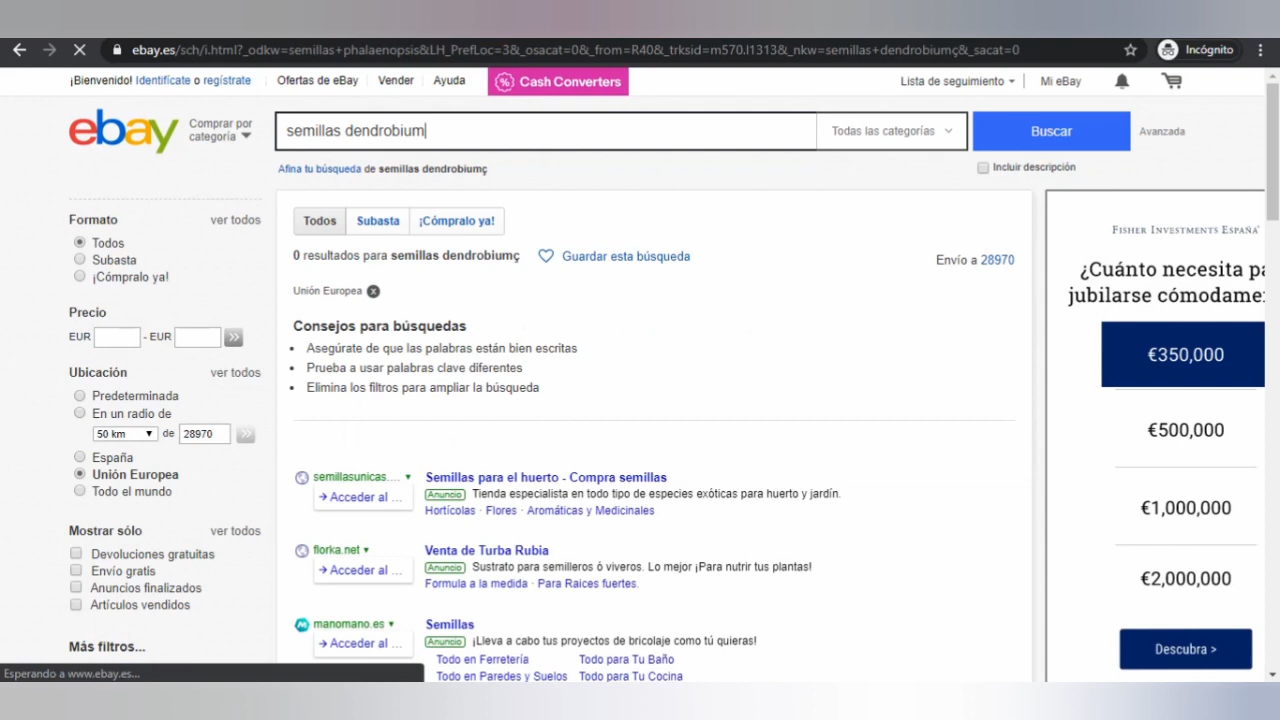 ebay.es/sch/i.html?_odkw=semillas+phalaenopsis&LH_PrefLoc=3&_osacat=0&_from=R40&_trksid=m570.l1313&_nkw=semillas+dendrobiumç&_sacat=0
Incógnito
¡Bienvenido! Identifícate o regístrate
Ofertas de eBay
Vender
Ayuda
Cash Converters
Lista de seguimiento
Mi eBay
ebay
Comprar por
categoría
semillas dendrobium
Todas las categorías
Buscar
Avanzada
Afina tu búsqueda de semillas dendrobiumç
Incluir descripción
Formato
ver todos
Todos
Subasta
¡Cómpralo ya!
Precio
EUR - EUR
Ubicación
ver todos
Predeterminada
En un radio de
50 km de 28970
España
Unión Europea
Todo el mundo
Mostrar sólo
ver todos
Devoluciones gratuitas
Envío gratis
Anuncios finalizados
Artículos vendidos
Más filtros...
Todos
Subasta
¡Cómpralo ya!
0 resultados para semillas dendrobiumç
Guardar esta búsqueda
Envío a 28970
Unión Europea
Consejos para búsquedas
• Asegúrate de que las palabras están bien escritas
• Prueba a usar palabras clave diferentes
• Elimina los filtros para ampliar la búsqueda
semillasunicas....
Acceder al ...
Semillas para el huerto - Compra semillas
Anuncio Tienda especialista en todo tipo de especies exóticas para huerto y jardín.
Hortícolas · Flores · Aromáticas y Medicinales
florka.net
Acceder al ...
Venta de Turba Rubia
Anuncio Sustrato para semilleros ó viveros. Lo mejor ¡Para nutrir tus plantas!
Formula a la medida · Para Raices fuertes.
manomano.es
Acceder al ...
Semillas
Anuncio ¡Lleva a cabo tus proyectos de bricolaje como tú quieras!
Todo en Ferretería
Todo para Tu Baño
Todo en Paredes y Suelos
Todo para Tu Cocina
FISHER INVESTMENTS ESPAÑA
¿Cuánto necesita pa
jubilarse cómodame
€350,000
€500,000
€1,000,000
€2,000,000
Descubra >
Esperando a www.ebay.es...